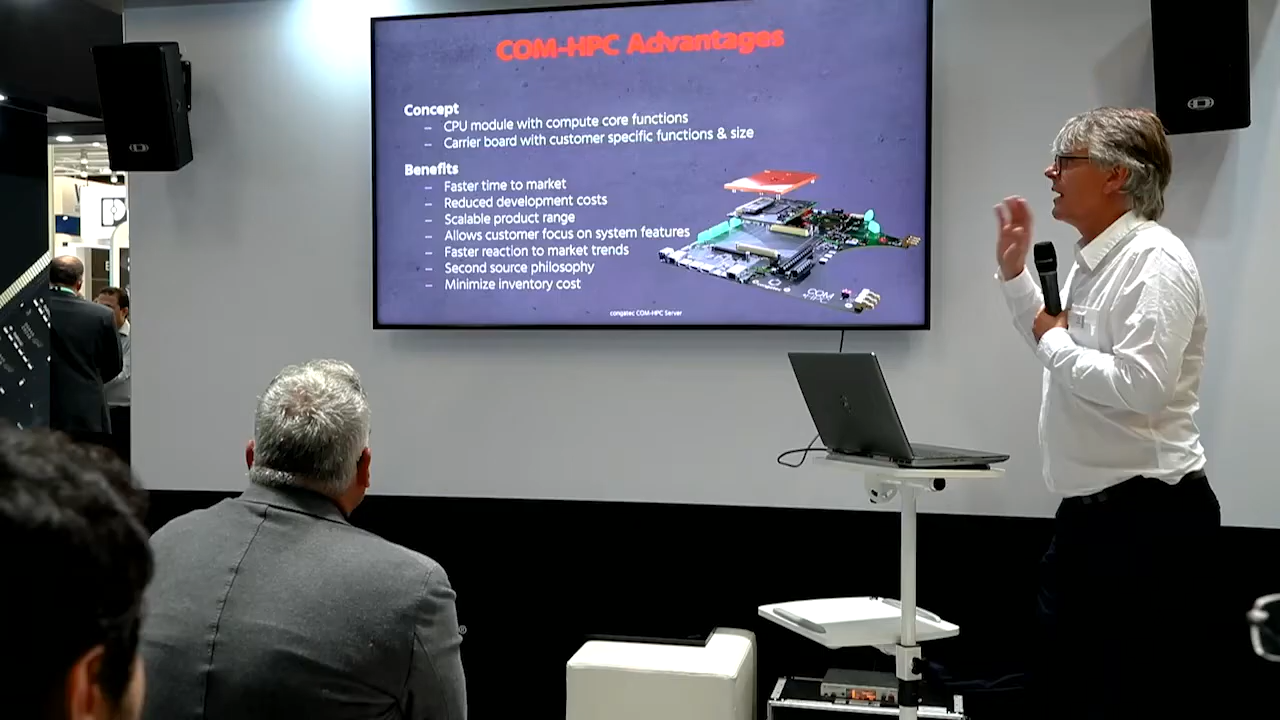 COM-HPC Advantages
Concept
– CPU module with compute core functions
– Carrier board with customer specific functions & size
Benefits
– Faster time to market
– Reduced development costs
– Scalable product range
– Allows customer focus on system features
– Faster reaction to market trends
– Second source philosophy
– Minimize inventory cost
COM
HPC
congatec COM-HPC Server